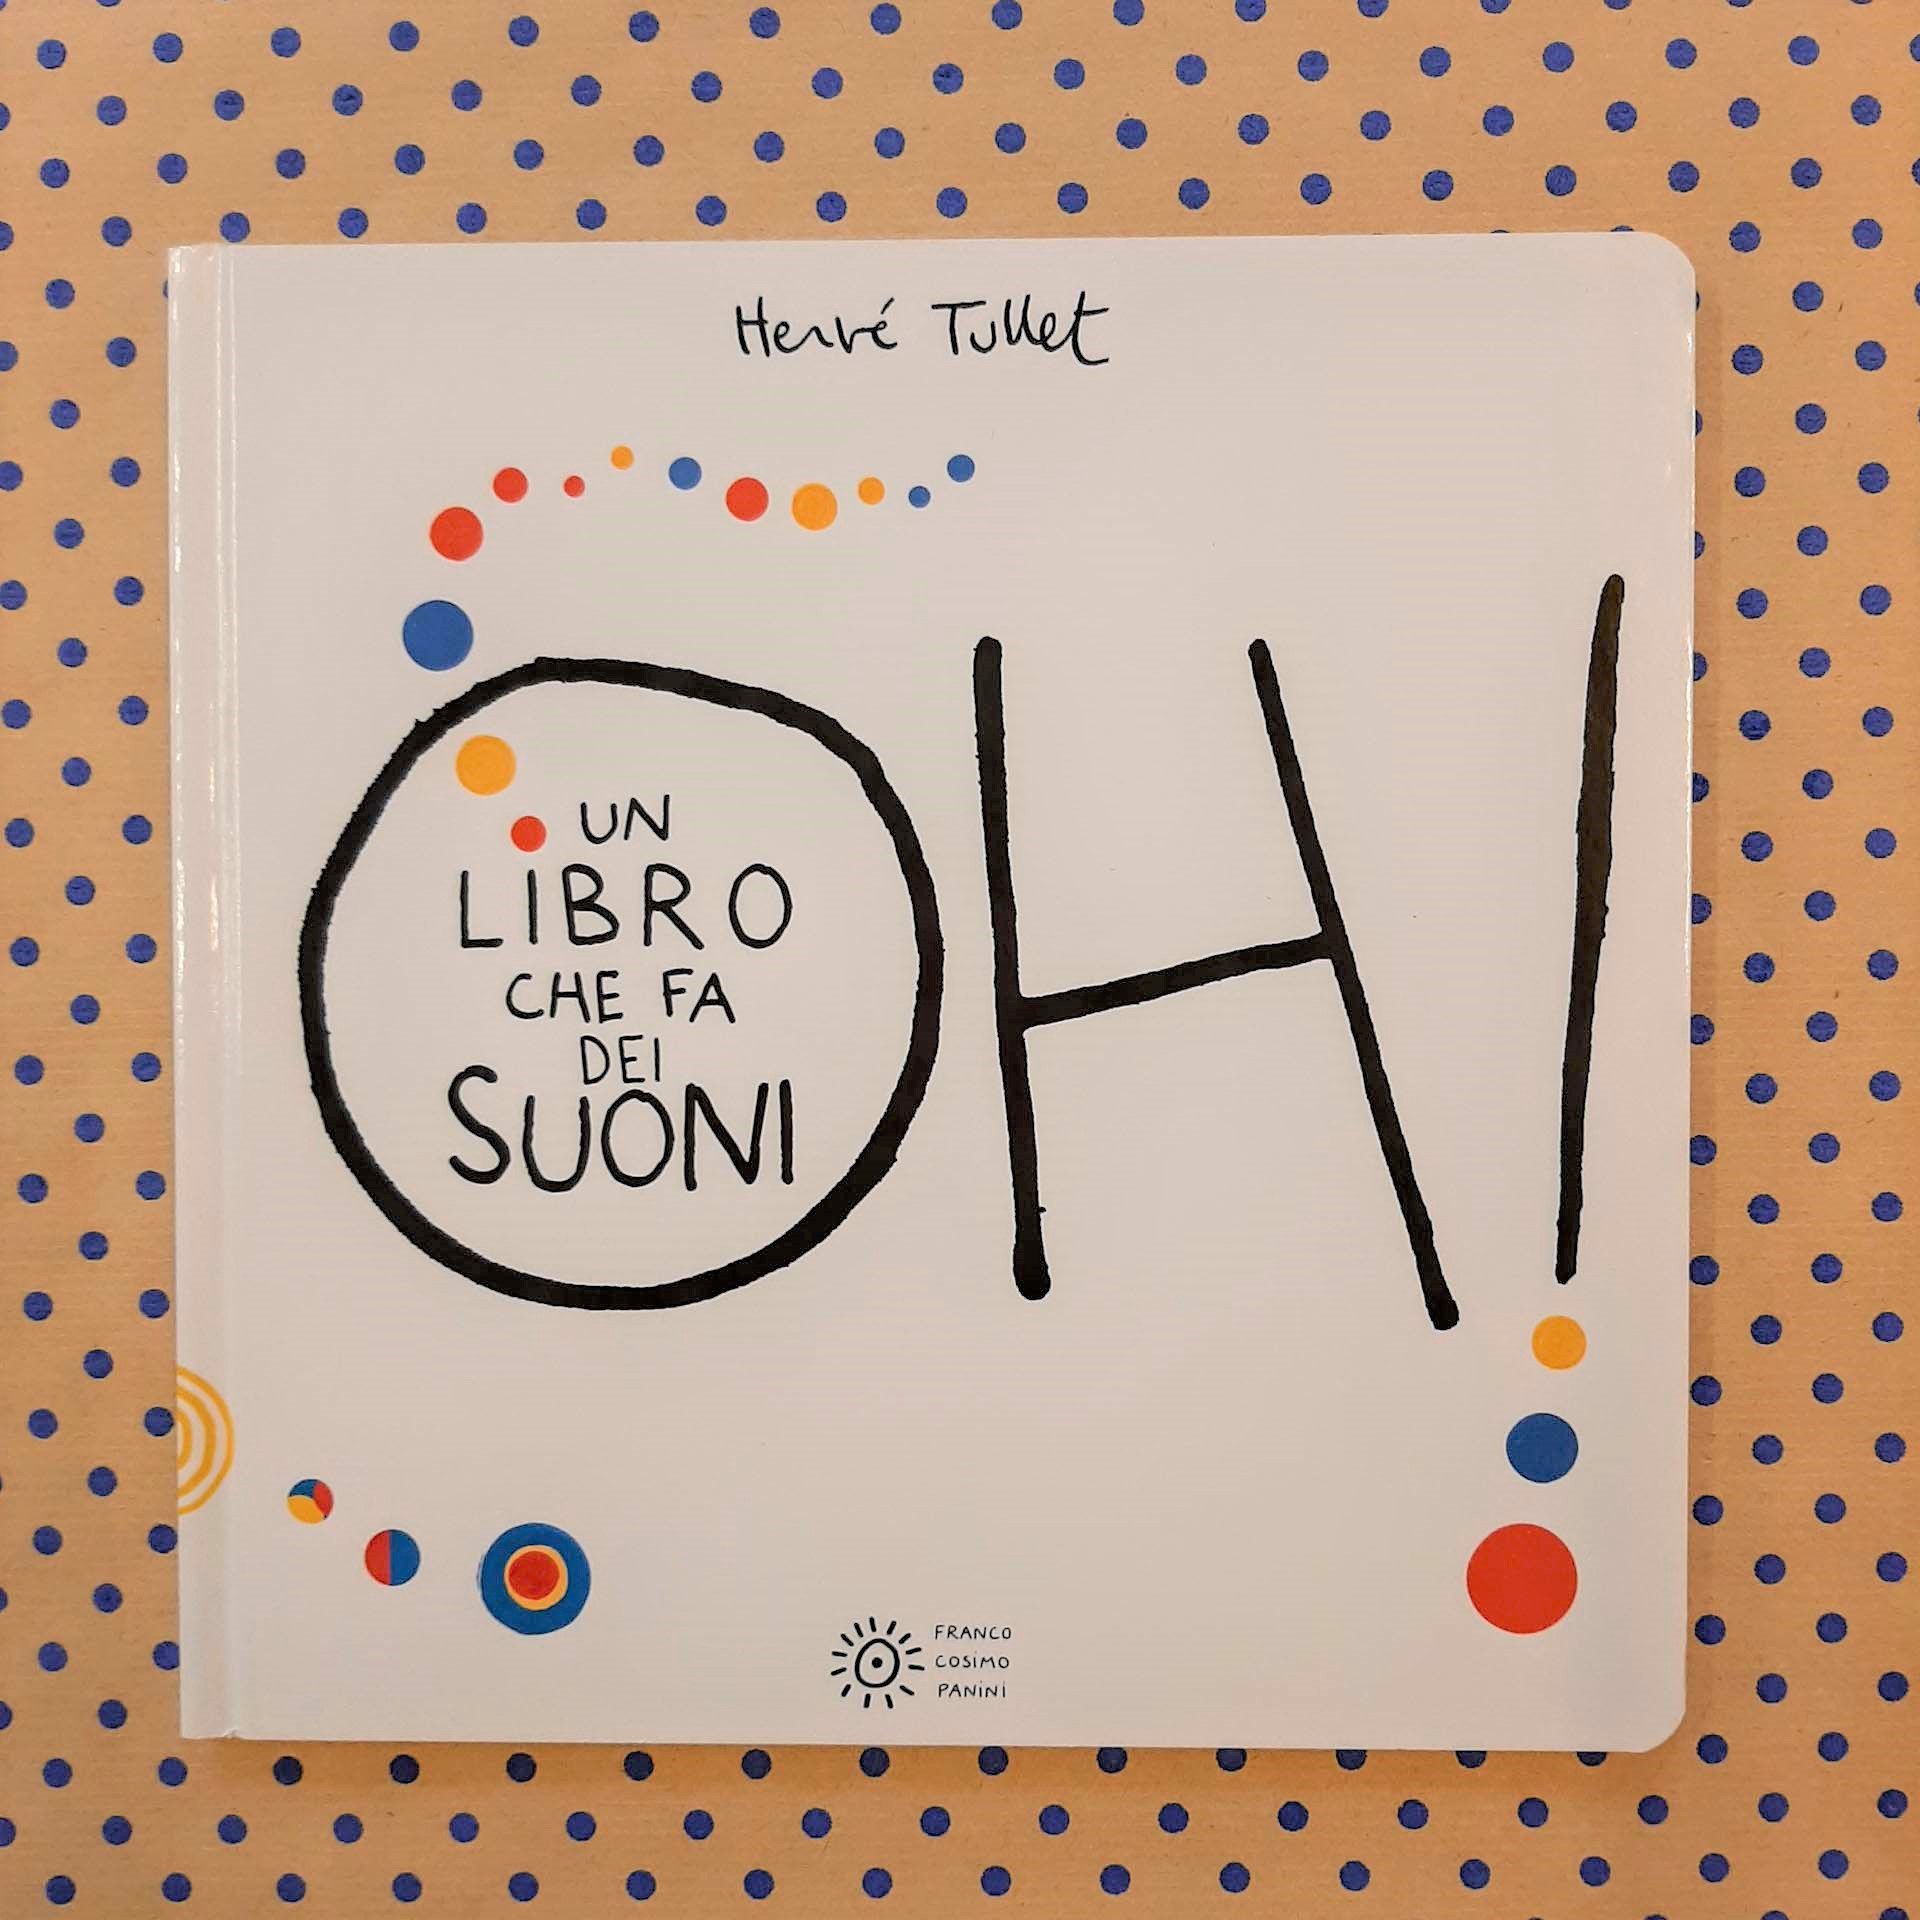 Hervé Tullet
OH!
UN
LIBRO
CHE FA
DEI
SUONI
FRANCO
COSIMO
PANINI